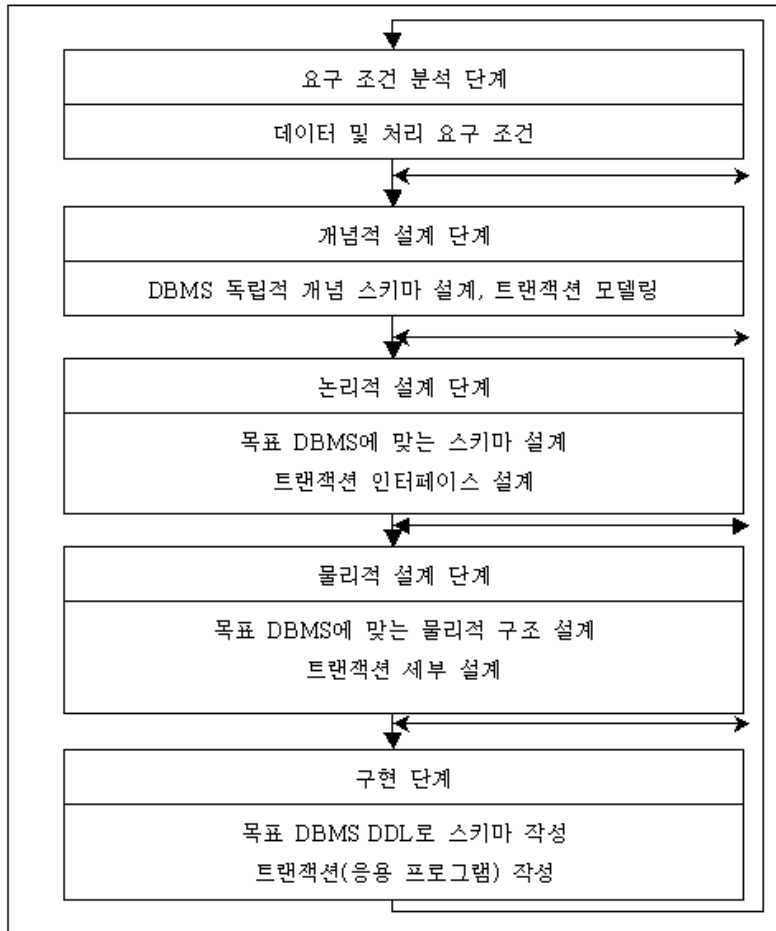 요구 조건 분석 단계
데이터 및 처리 요구 조건
개념적 설계 단계
DBMS 독립적 개념 스키마 설계, 트랜잭션 모델링
논리적 설계 단계
목표 DBMS에 맞는 스키마 설계
트랜잭션 인터페이스 설계
물리적 설계 단계
목표 DBMS에 맞는 물리적 구조 설계
트랜잭션 세부 설계
구현 단계
목표 DBMS DDL로 스키마 작성
트랜잭션(응용 프로그램) 작성